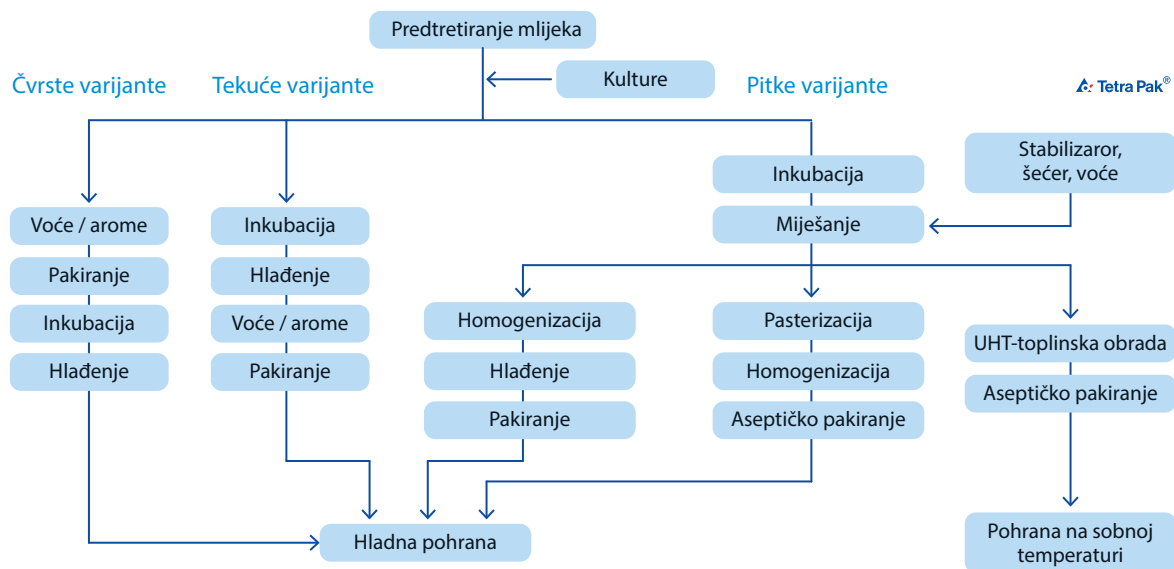 Predtretiranje mlijeka
Kulture
Čvrste varijante
Tekuće varijante
Pitke varijante
Tetra Pak®
Stabilizaror,
šećer, voće
Voće / arome
Pakiranje
Inkubacija
Hlađenje
Inkubacija
Hlađenje
Voće / arome
Pakiranje
Inkubacija
Miješanje
Homogenizacija
Hlađenje
Pakiranje
Pasterizacija
Homogenizacija
Aseptičko pakiranje
UHT-toplinska obrada
Aseptičko pakiranje
Hladna pohrana
Pohrana na sobnoj
temperaturi